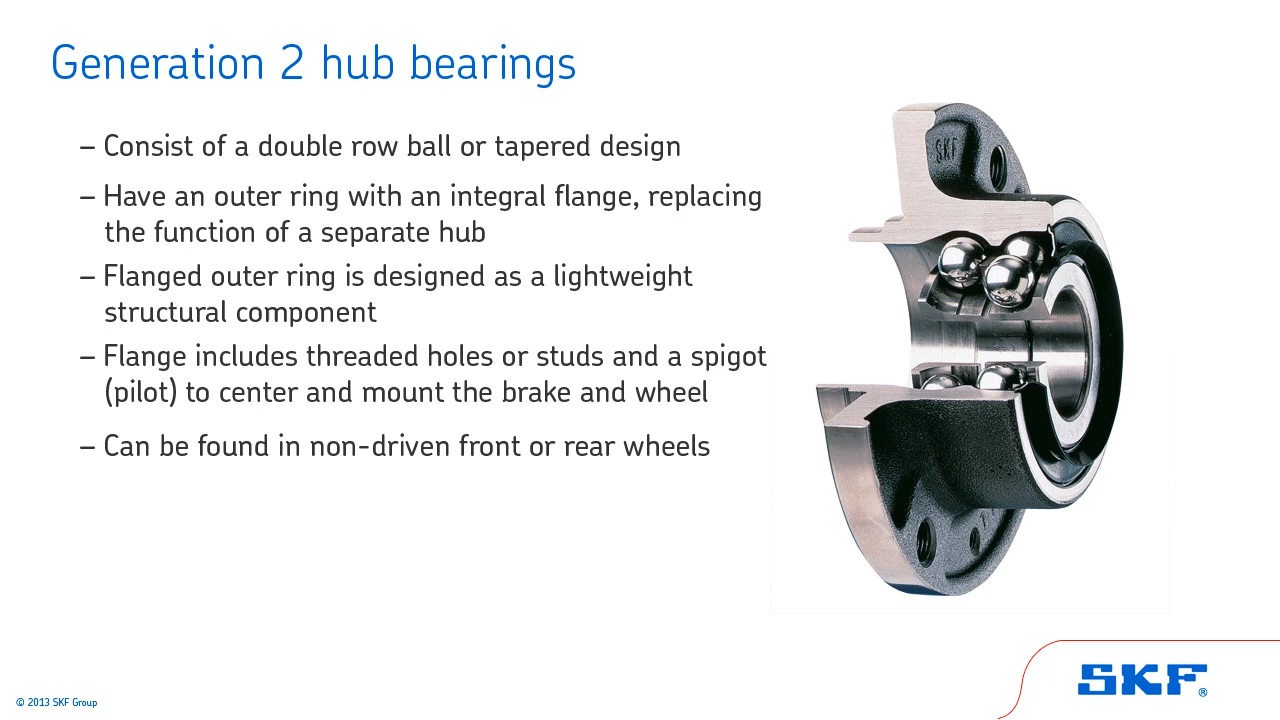 Generation 2 hub bearings
– Consist of a double row ball or tapered design
– Have an outer ring with an integral flange, replacing
the function of a separate hub
– Flanged outer ring is designed as a lightweight
structural component
– Flange includes threaded holes or studs and a spigot
(pilot) to center and mount the brake and wheel
– Can be found in non-driven front or rear wheels
SKF
SKF®
© 2013 SKF Group